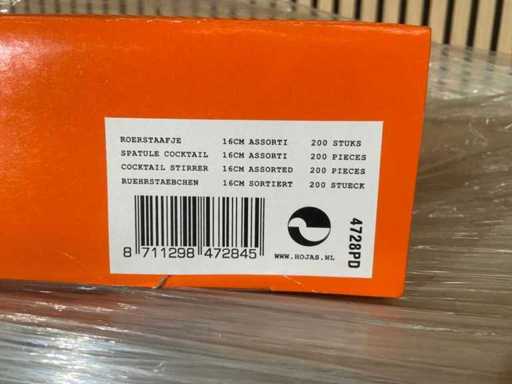 ROERSTAAFJE 16CM ASSORTI 200 STUKS
SPATULE COCKTAIL 16CM ASSORTI 200 PIECES
COCKTAIL STIRRER 16CM ASSORTED 200 PIECES
RUEHRSTAEBCHEN 16CM SORTIERT 200 STUECK
8 711298 472845
WWW.HOJAS.NL
4728PD